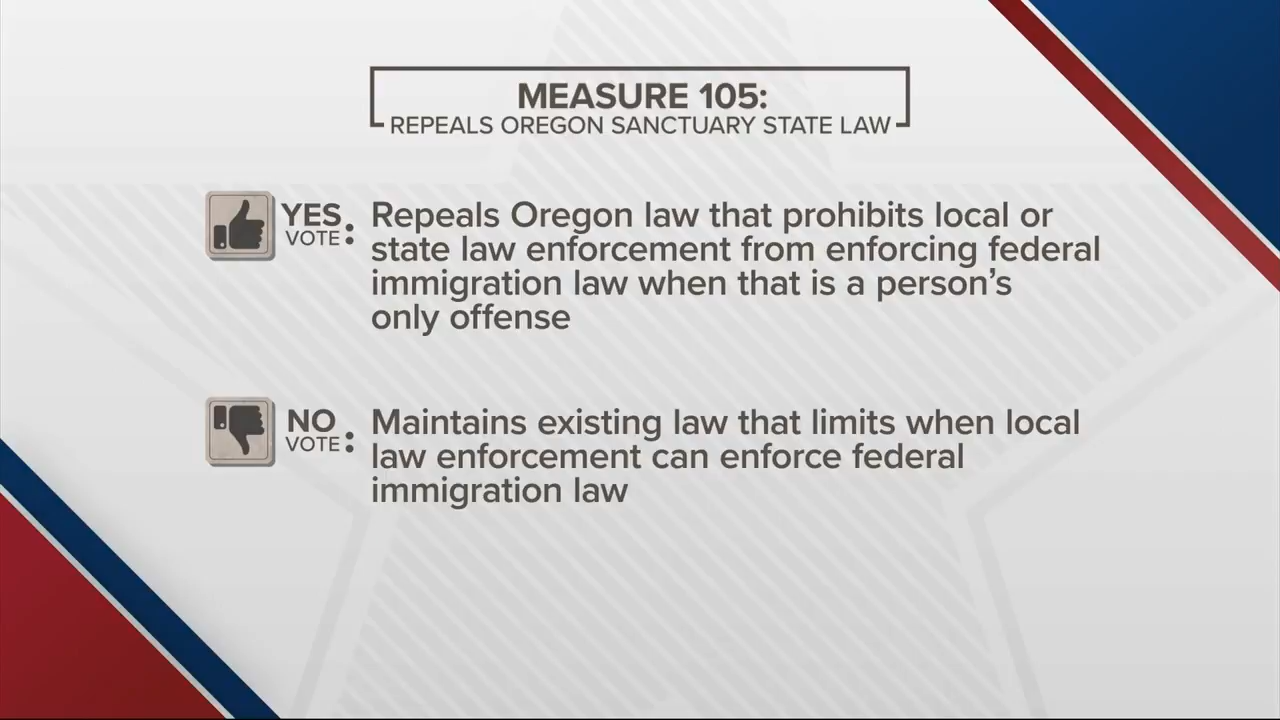 MEASURE 105:
REPEALS OREGON SANCTUARY STATE LAW
YES
VOTE:
Repeals Oregon law that prohibits local or
state law enforcement from enforcing federal
immigration law when that is a person’s
only offense
NO
VOTE:
Maintains existing law that limits when local
law enforcement can enforce federal
immigration law